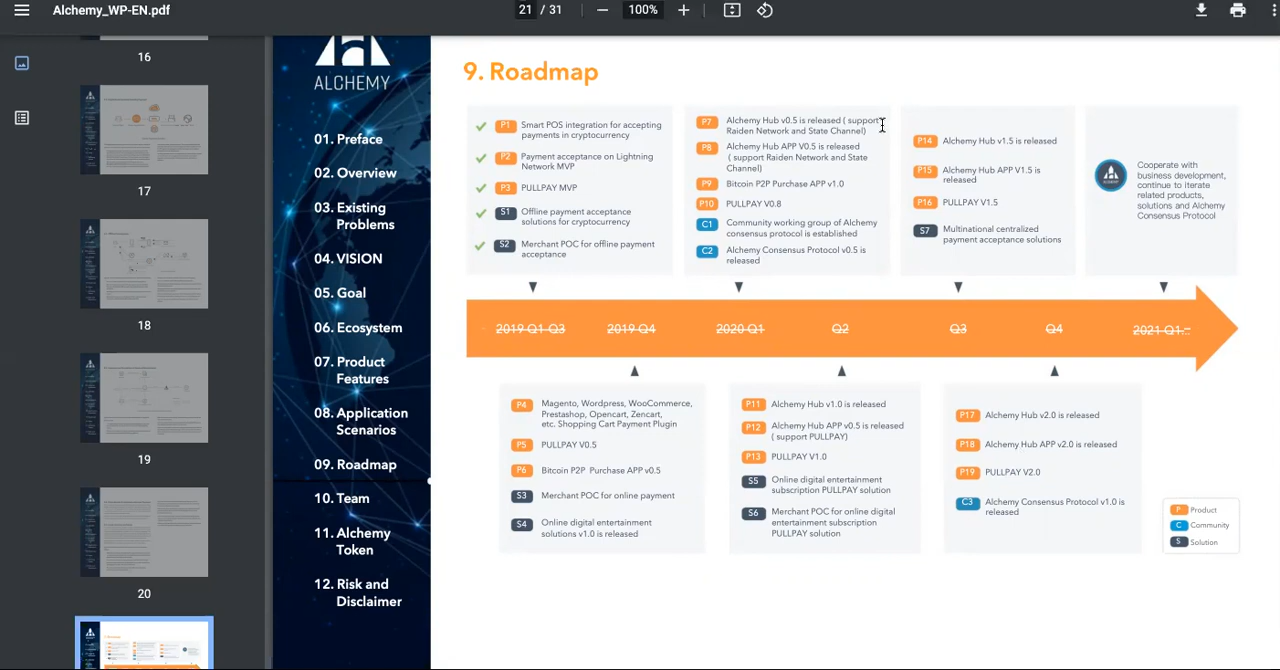 Alchemy_WP-EN.pdf
21 / 31
100%
16
17
18
19
20
ALCHEMY
01. Preface
02. Overview
03. Existing
Problems
04. VISION
05. Goal
06. Ecosystem
07. Product
Features
08. Application
Scenarios
09. Roadmap
10. Team
11. Alchemy
Token
12. Risk and
Disclaimer
9. Roadmap
P1 Smart POS integration for accepting
payments in cryptocurrency
P2 Payment acceptance on Lightning
Network MVP
P3 PULLPAY MVP
S1 Offline payment acceptance
solutions for cryptocurrency
S2 Merchant POC for offline payment
acceptance
P7 Alchemy Hub v0.5 is released ( support
Raiden Network and State Channel)
P8 Alchemy Hub APP V0.5 is released
( support Raiden Network and State
Channel)
P9 Bitcoin P2P Purchase APP v1.0
P10 PULLPAY V0.8
C1 Community working group of Alchemy
consensus protocol is established
C2 Alchemy Consensus Protocol v0.5 is
released
P14 Alchemy Hub v1.5 is released
P15 Alchemy Hub APP V1.5 is
released
P16 PULLPAY V1.5
S7 Multinational centralized
payment acceptance solutions
Cooperate with
business development,
continue to iterate
related products,
solutions and Alchemy
Consensus Protocol
2019 Q1-Q3 2019 Q4 2020 Q1 Q2 Q3 Q4 2021 Q1...
P4 Magento, Wordpress, WooCommerce,
Prestashop, Opencart, Zencart,
etc. Shopping Cart Payment Plugin
P5 PULLPAY V0.5
P6 Bitcoin P2P Purchase APP v0.5
S3 Merchant POC for online payment
S4 Online digital entertainment
solutions v1.0 is released
P11 Alchemy Hub v1.0 is released
P12 Alchemy Hub APP v0.5 is released
( support PULLPAY)
P13 PULLPAY V1.0
S5 Online digital entertainment
subscription PULLPAY solution
S6 Merchant POC for online digital
entertainment subscription
PULLPAY solution
P17 Alchemy Hub v2.0 is released
P18 Alchemy Hub APP v2.0 is released
P19 PULLPAY V2.0
C3 Alchemy Consensus Protocol v1.0 is
released
P Product
C Community
S Solution